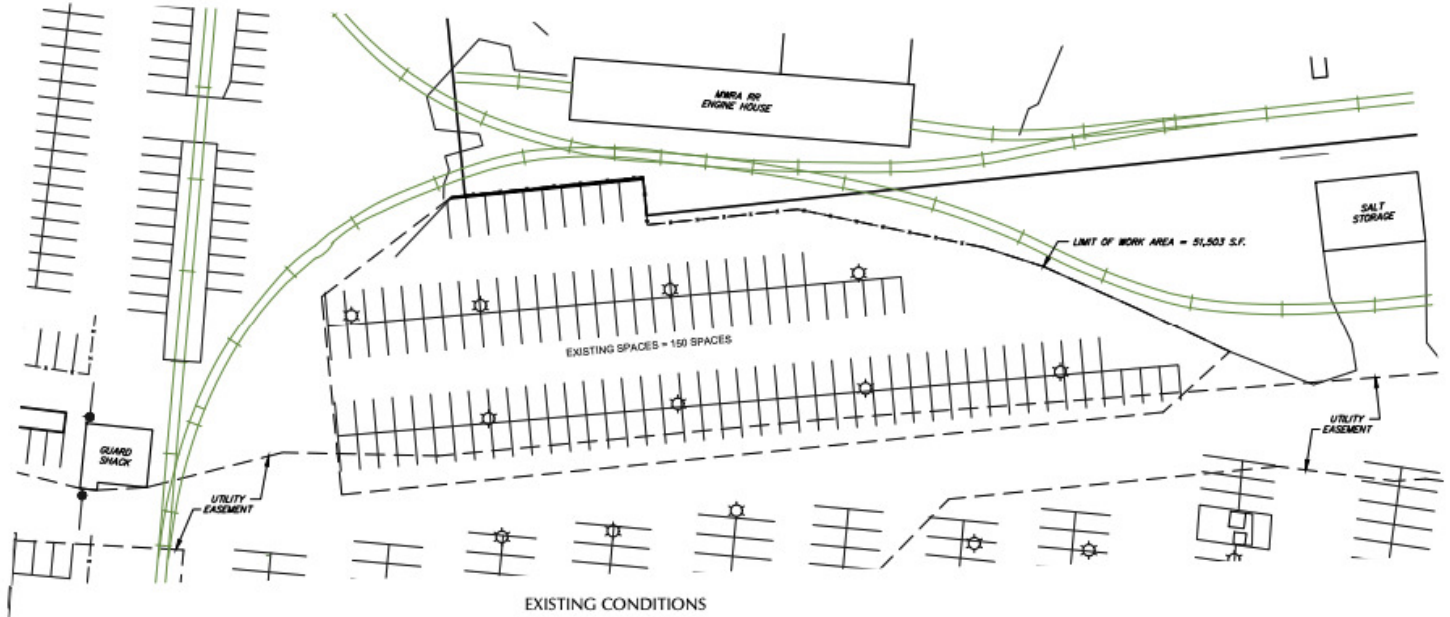 MWRA RR
ENGINE HOUSE
SALT
STORAGE
LIMIT OF WORK AREA = 51,503 S.F.
EXISTING SPACES = 150 SPACES
UTILITY
EASEMENT
GUARD
SHACK
UTILITY
EASEMENT
EXISTING CONDITIONS